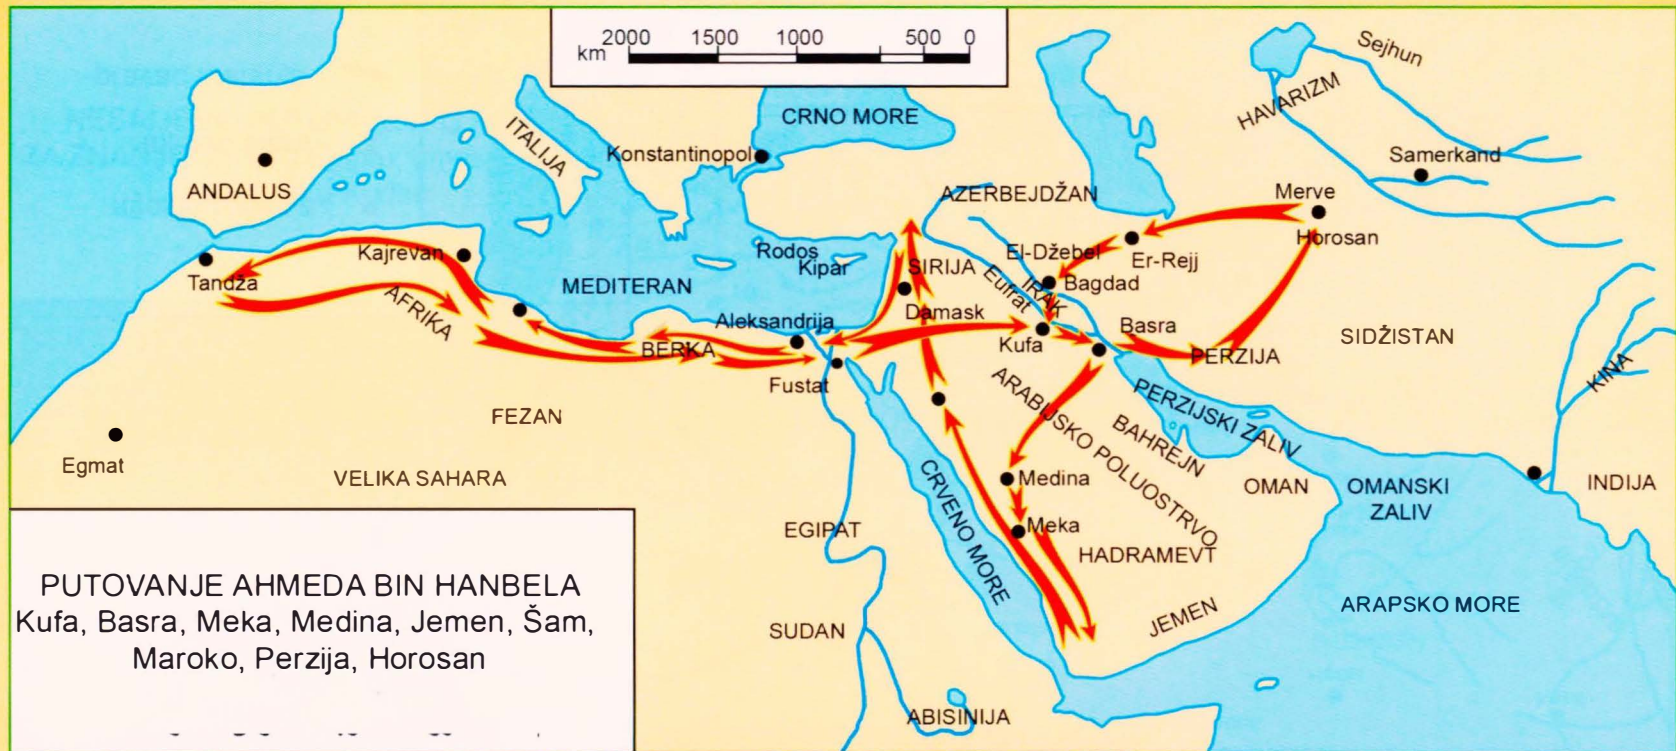 2000 1500 1000 500 0
km
Sejhun
HAVARIZM
CRNO MORE
ITALIJA
Konstantinopol
Samerkand
ANDALUS
AZERBEJDŽAN
Merve
Horosan
Kajrevan
Tandža
Rodos
Kipar
El-Džebel
Er-Rejj
SIRIJA
Eufrat
IRAK
Bagdad
MEDITERAN
AFRIKA
Aleksandrija
Damask
Kufa
Basra
SIDŽISTAN
BERKA
PERZIJA
Fustat
KINA
FEZAN
ARABIJSKO POLUOSTRVO
PERZIJSKI ZALIV
BAHREJN
Egmat
VELIKA SAHARA
CRVENO MORE
Medina
OMAN
OMANSKI
ZALIV
INDIJA
EGIPAT
Meka
HADRAMEVT
JEMEN
ARAPSKO MORE
SUDAN
ABISINIJA
PUTOVANJE AHMEDA BIN HANBELA
Kufa, Basra, Meka, Medina, Jemen, Šam,
Maroko, Perzija, Horosan